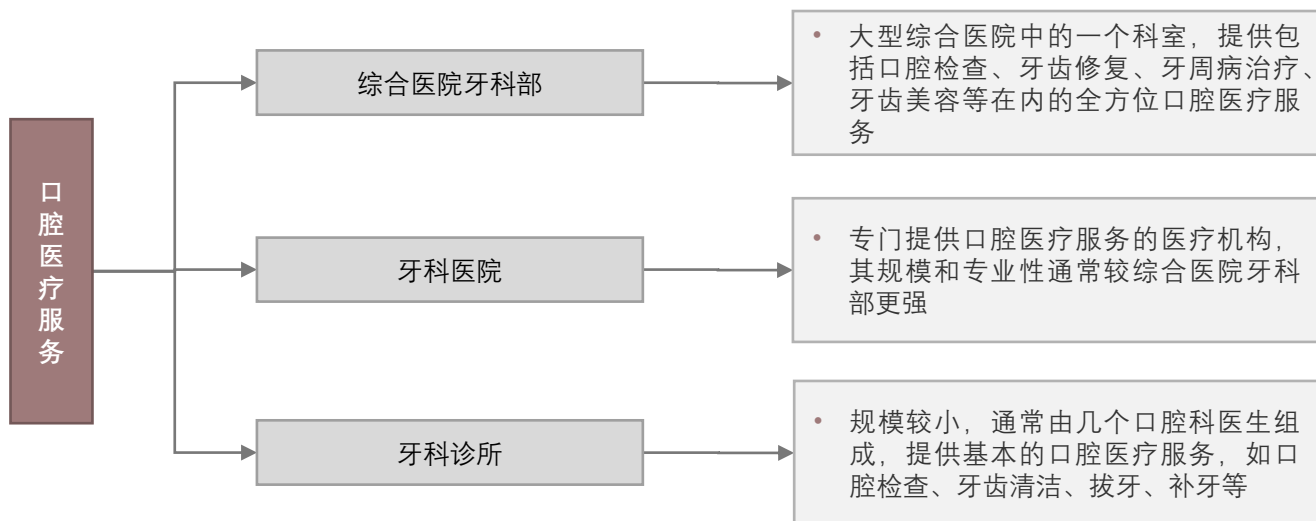 口腔医疗服务
综合医院牙科部
• 大型综合医院中的一个科室，提供包
括口腔检查、牙齿修复、牙周病治疗、
牙齿美容等在内的全方位口腔医疗服
务
牙科医院
• 专门提供口腔医疗服务的医疗机构，
其规模和专业性通常较综合医院牙科
部更强
牙科诊所
• 规模较小，通常由几个口腔科医生组
成，提供基本的口腔医疗服务，如口
腔检查、牙齿清洁、拔牙、补牙等